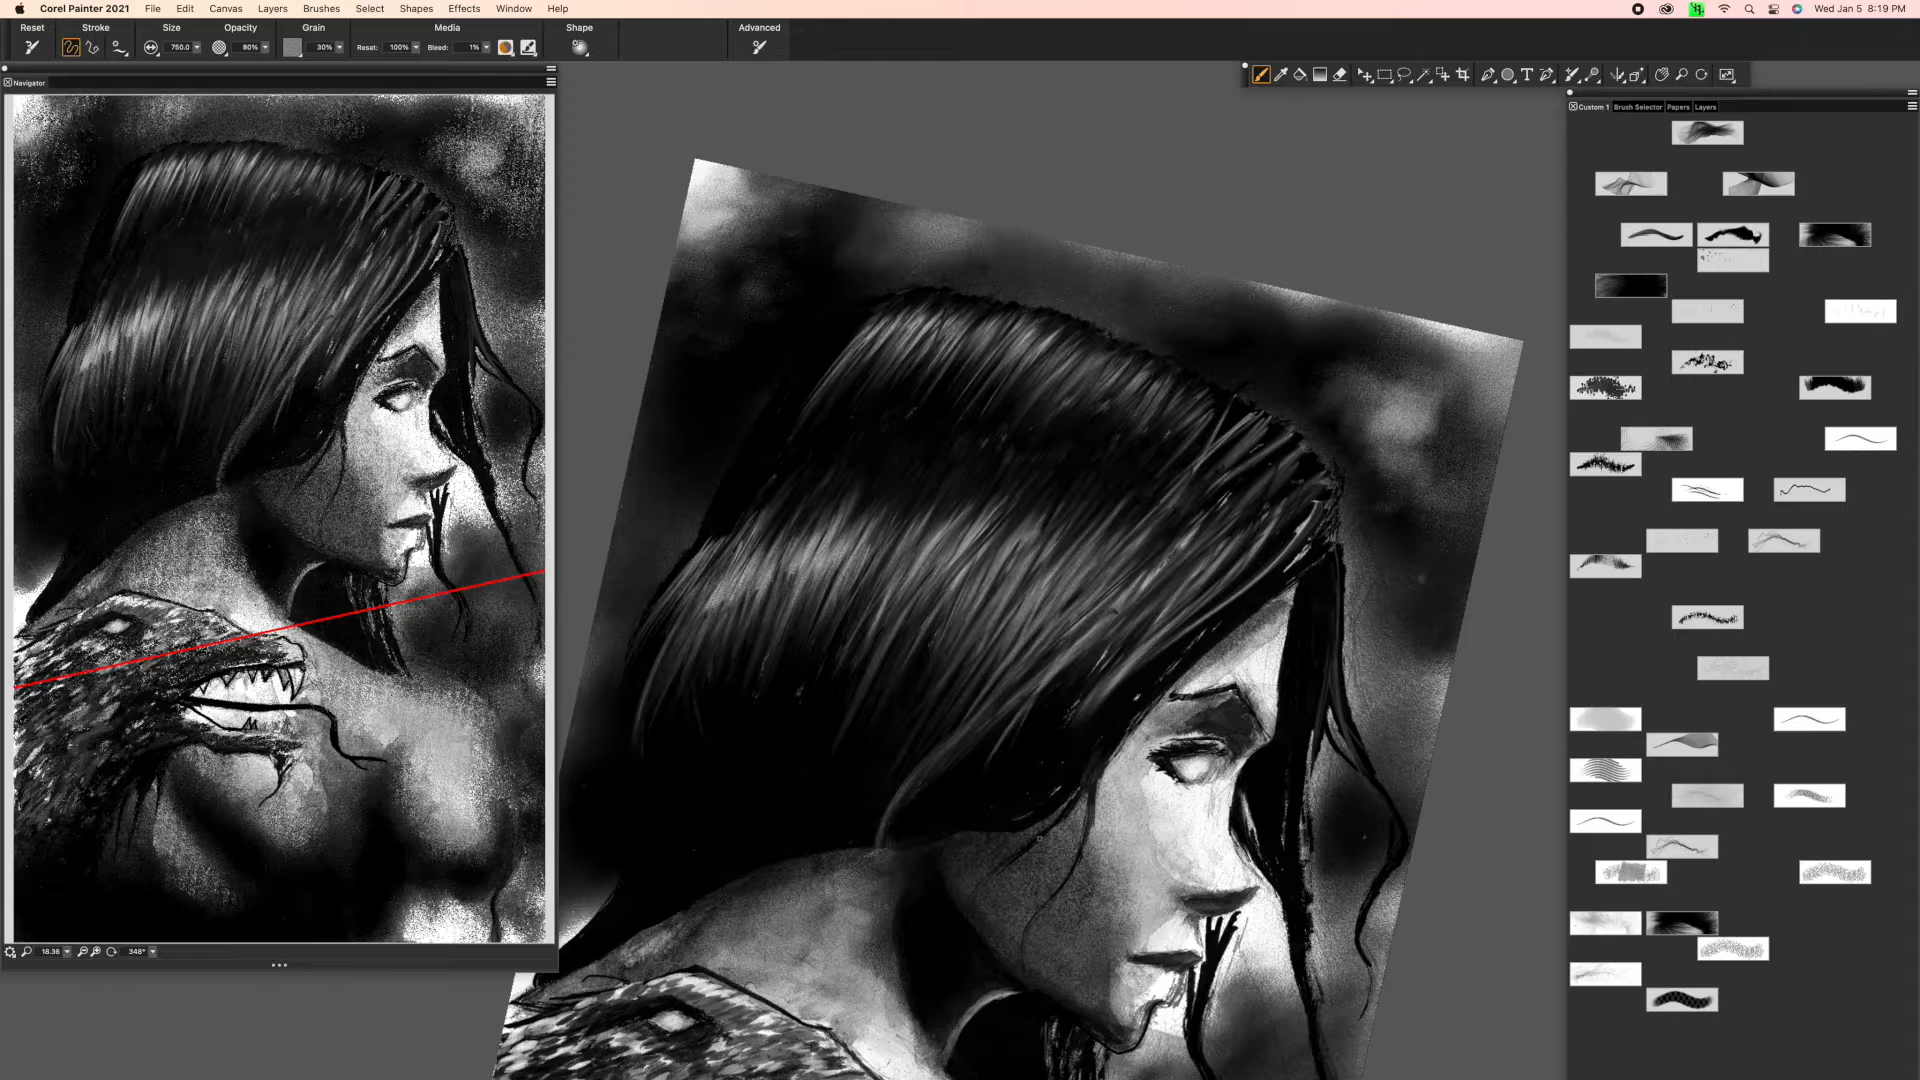 Corel Painter 2021 File Edit Canvas Layers Brushes Select Shapes Effects Window Help Wed Jan 5 8:19 PM
Reset Stroke Size Opacity Grain Media Shape Advanced
750.0 80% 30% Resat: 100% Bleed: 1%
Navigator
Custom 1 Brush Selector Papers Layers
18.36 348°